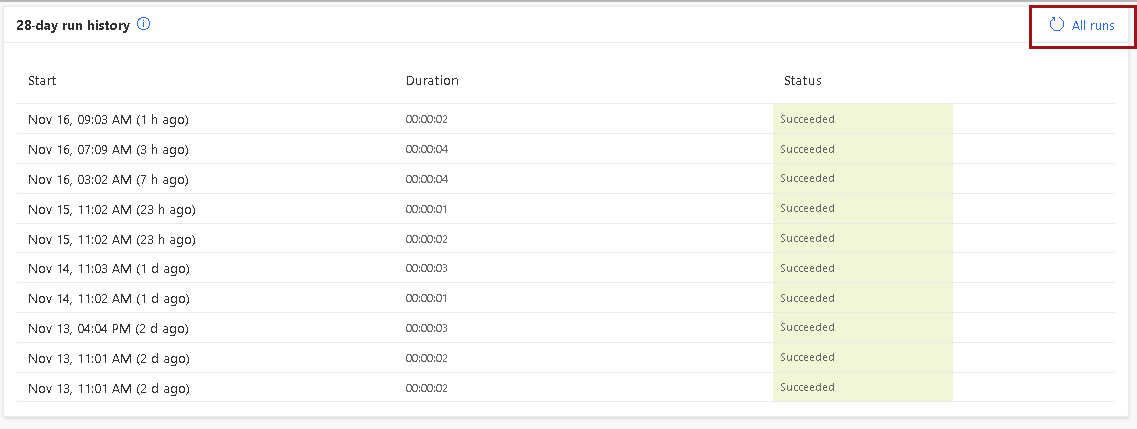 28-day run history
All runs
Start Duration Status
Nov 16, 09:03 AM (1 h ago) 00:00:02 Succeeded
Nov 16, 07:09 AM (3 h ago) 00:00:04 Succeeded
Nov 16, 03:02 AM (7 h ago) 00:00:04 Succeeded
Nov 15, 11:02 AM (23 h ago) 00:00:01 Succeeded
Nov 15, 11:02 AM (23 h ago) 00:00:02 Succeeded
Nov 14, 11:03 AM (1 d ago) 00:00:03 Succeeded
Nov 14, 11:02 AM (1 d ago) 00:00:01 Succeeded
Nov 13, 04:04 PM (2 d ago) 00:00:03 Succeeded
Nov 13, 11:01 AM (2 d ago) 00:00:02 Succeeded
Nov 13, 11:01 AM (2 d ago) 00:00:02 Succeeded